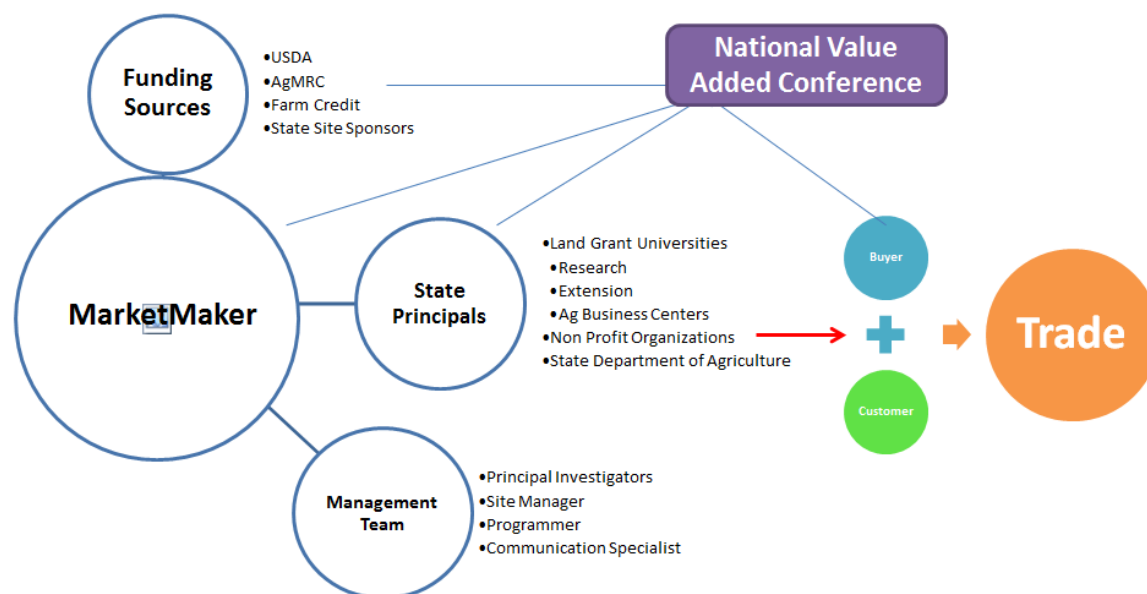 Funding
Sources
•USDA
•AgMRC
•Farm Credit
•State Site Sponsors
National Value
Added Conference
MarketMaker
State
Principals
•Land Grant Universities
•Research
•Extension
•Ag Business Centers
•Non Profit Organizations
•State Department of Agriculture
Buyer
Customer
Trade
Management
Team
•Principal Investigators
•Site Manager
•Programmer
•Communication Specialist